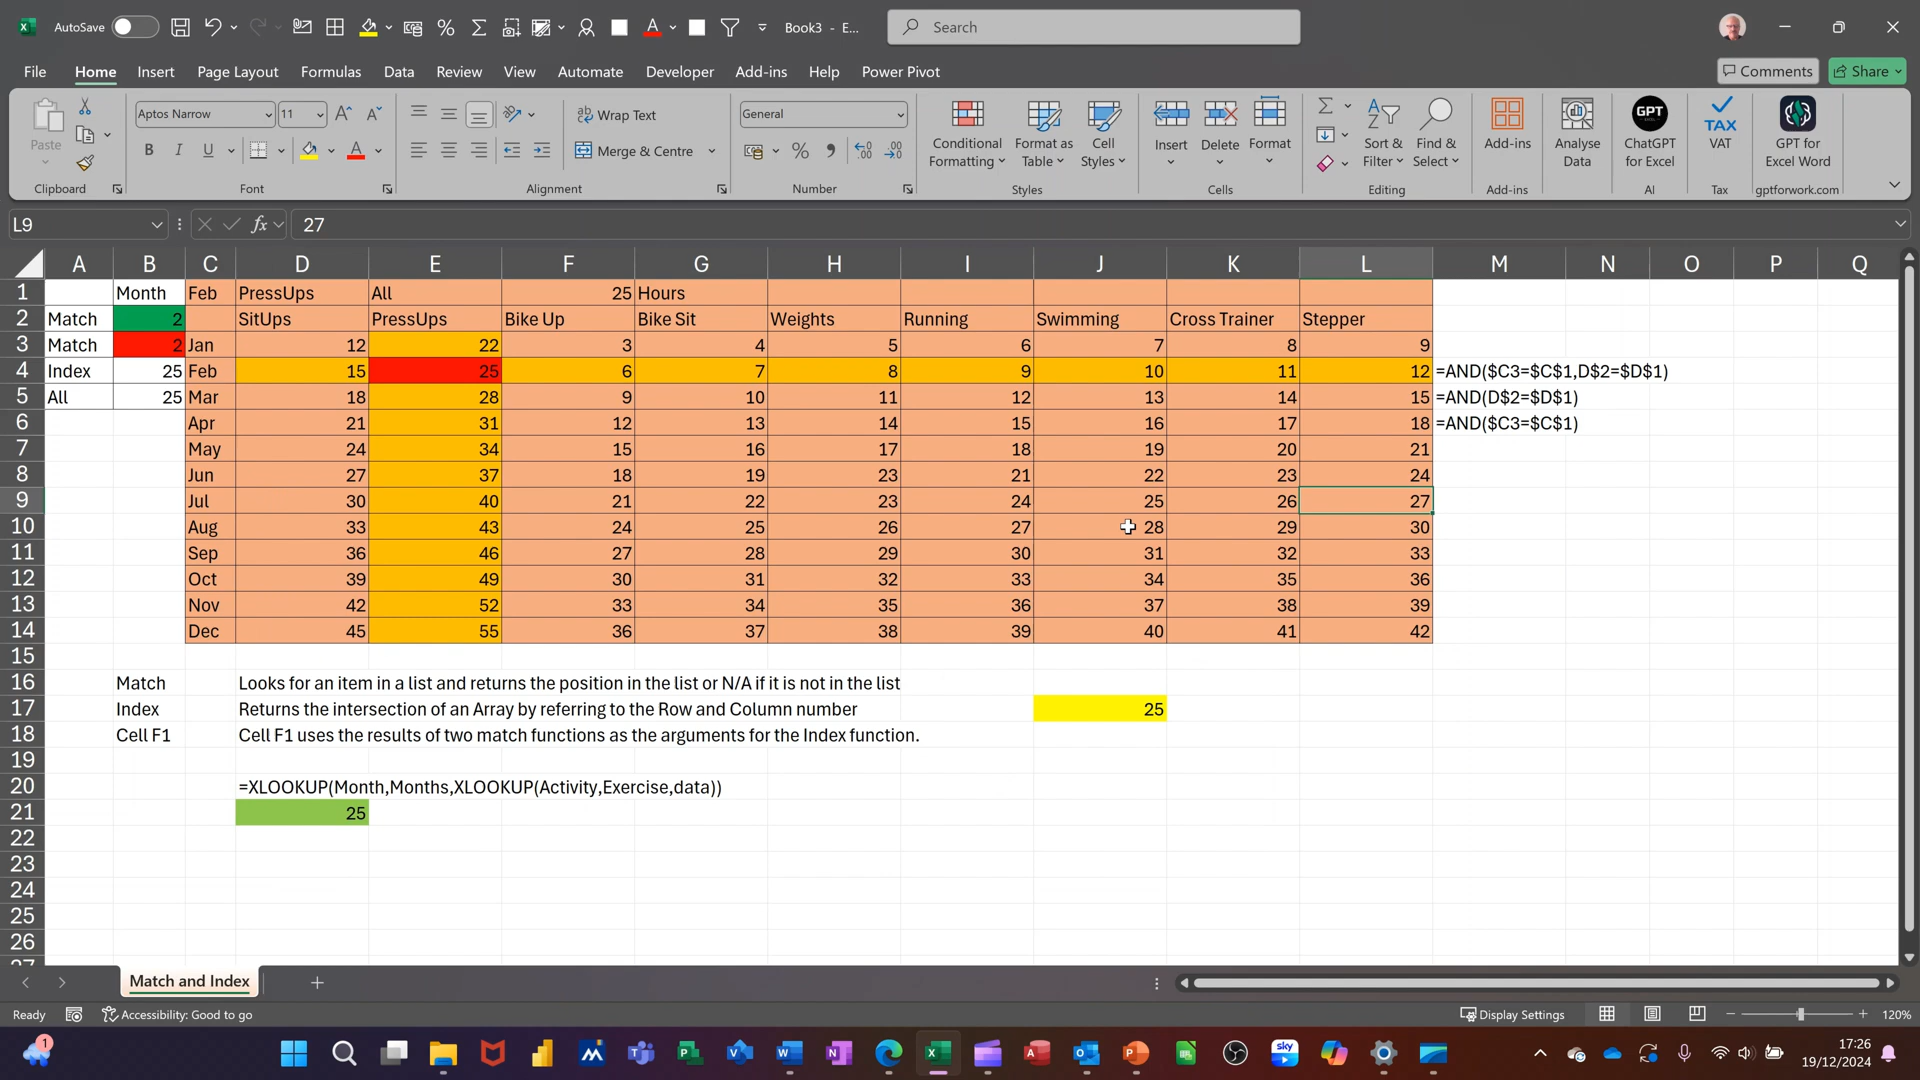 AutoSave
Off
Book3 - E...
Search
File Home Insert Page Layout Formulas Data Review View Automate Developer Add-ins Help Power Pivot
Comments
Share
Paste
Aptos Narrow 11
Wrap Text
Merge & Centre
General
Conditional Formatting
Format as Table
Cell Styles
Insert
Delete
Format
Sort & Filter
Find & Select
Add-ins
Analyse Data
GPT
ChatGPT for Excel
TAX
VAT
GPT for Excel Word
Clipboard Font Alignment Number Styles Cells Editing Add-ins AI Tax gptforwork.com
L9 fx 27
A B C D E F G H I J K L M N O P Q
1 Month Feb PressUps All 25 Hours
2 Match 2 SitUps PressUps Bike Up Bike Sit Weights Running Swimming Cross Trainer Stepper
3 Match 2 Jan 12 22 3 4 5 6 7 8 9
4 Index 25 Feb 15 25 6 7 8 9 10 11 12 =AND($C3=$C$1,D$2=$D$1)
5 All 25 Mar 18 28 9 10 11 12 13 14 15 =AND(D$2=$D$1)
6 Apr 21 31 12 13 14 15 16 17 18 =AND($C3=$C$1)
7 May 24 34 15 16 17 18 19 20 21
8 Jun 27 37 18 19 23 21 22 23 24
9 Jul 30 40 21 22 23 24 25 26 27
10 Aug 33 43 24 25 26 27 28 29 30
11 Sep 36 46 27 28 29 30 31 32 33
12 Oct 39 49 30 31 32 33 34 35 36
13 Nov 42 52 33 34 35 36 37 38 39
14 Dec 45 55 36 37 38 39 40 41 42
15
16 Match Looks for an item in a list and returns the position in the list or N/A if it is not in the list
17 Index Returns the intersection of an Array by referring to the Row and Column number 25
18 Cell F1 Cell F1 uses the results of two match functions as the arguments for the Index function.
19
20 =XLOOKUP(Month,Months,XLOOKUP(Activity,Exercise,data))
21 25
22
23
24
25
26
27
Match and Index
Ready
Accessibility: Good to go
Display Settings
120%
1
sky
17:26
19/12/2024